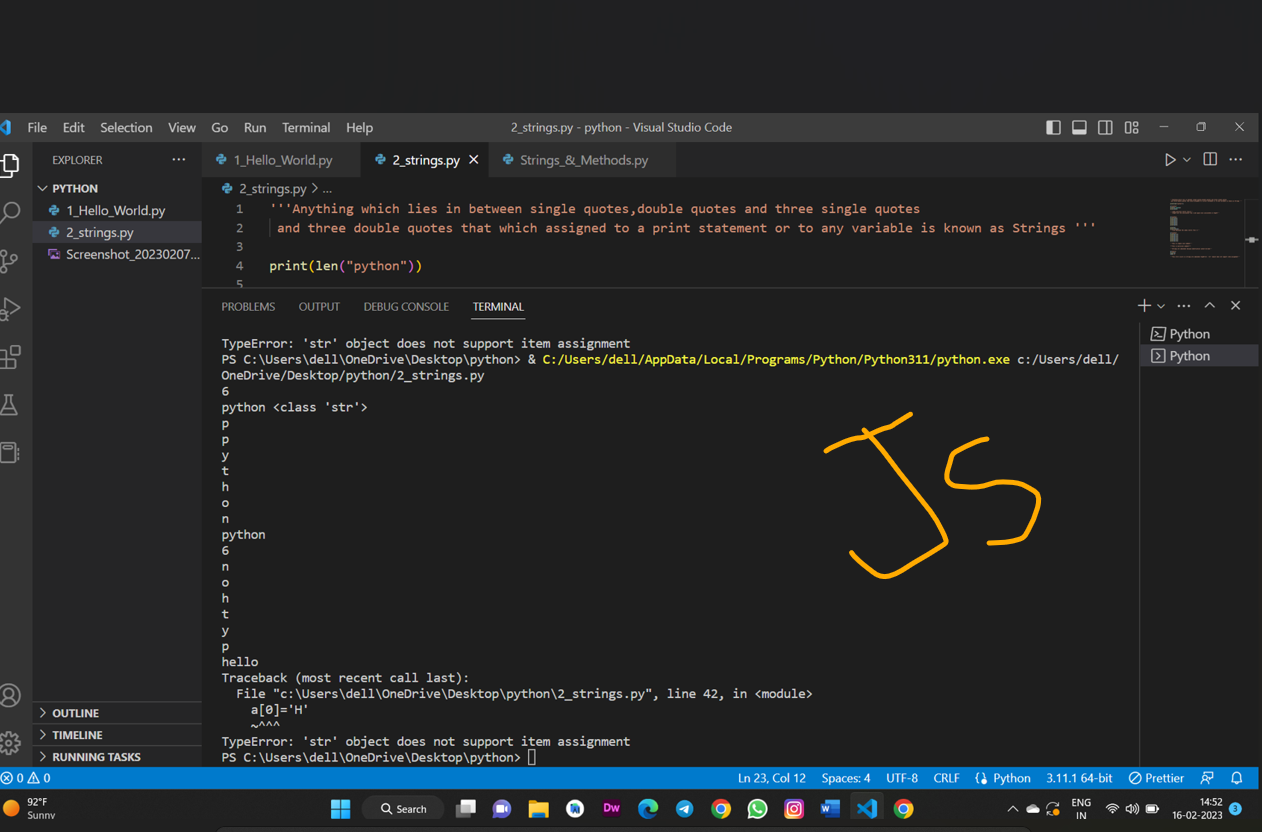 File Edit Selection View Go Run Terminal Help
2_strings.py - python - Visual Studio Code
EXPLORER
1_Hello_World.py
2_strings.py
Strings_&_Methods.py
PYTHON
1_Hello_World.py
2_strings.py
Screenshot_20230207...
2_strings.py > ...
1 '''Anything which lies in between single quotes,double quotes and three single quotes
2 and three double quotes that which assigned to a print statement or to any variable is known as Strings '''
3
4 print(len("python"))
5
PROBLEMS OUTPUT DEBUG CONSOLE TERMINAL
Python
Python
TypeError: 'str' object does not support item assignment
PS C:\Users\dell\OneDrive\Desktop\python> & C:/Users/dell/AppData/Local/Programs/Python/Python311/python.exe c:/Users/dell/
OneDrive/Desktop/python/2_strings.py
6
python <class 'str'>
p
p
y
t
h
o
n
python
6
n
o
h
t
y
p
hello
Traceback (most recent call last):
File "c:\Users\dell\OneDrive\Desktop\python\2_strings.py", line 42, in <module>
a[0]='H'
~^^^
TypeError: 'str' object does not support item assignment
PS C:\Users\dell\OneDrive\Desktop\python>
JS
OUTLINE
TIMELINE
RUNNING TASKS
0 0
Ln 23, Col 12 Spaces: 4 UTF-8 CRLF Python 3.11.1 64-bit Prettier
92°F
Sunny
Search
Dw
W
ENG
IN
14:52
16-02-2023
3